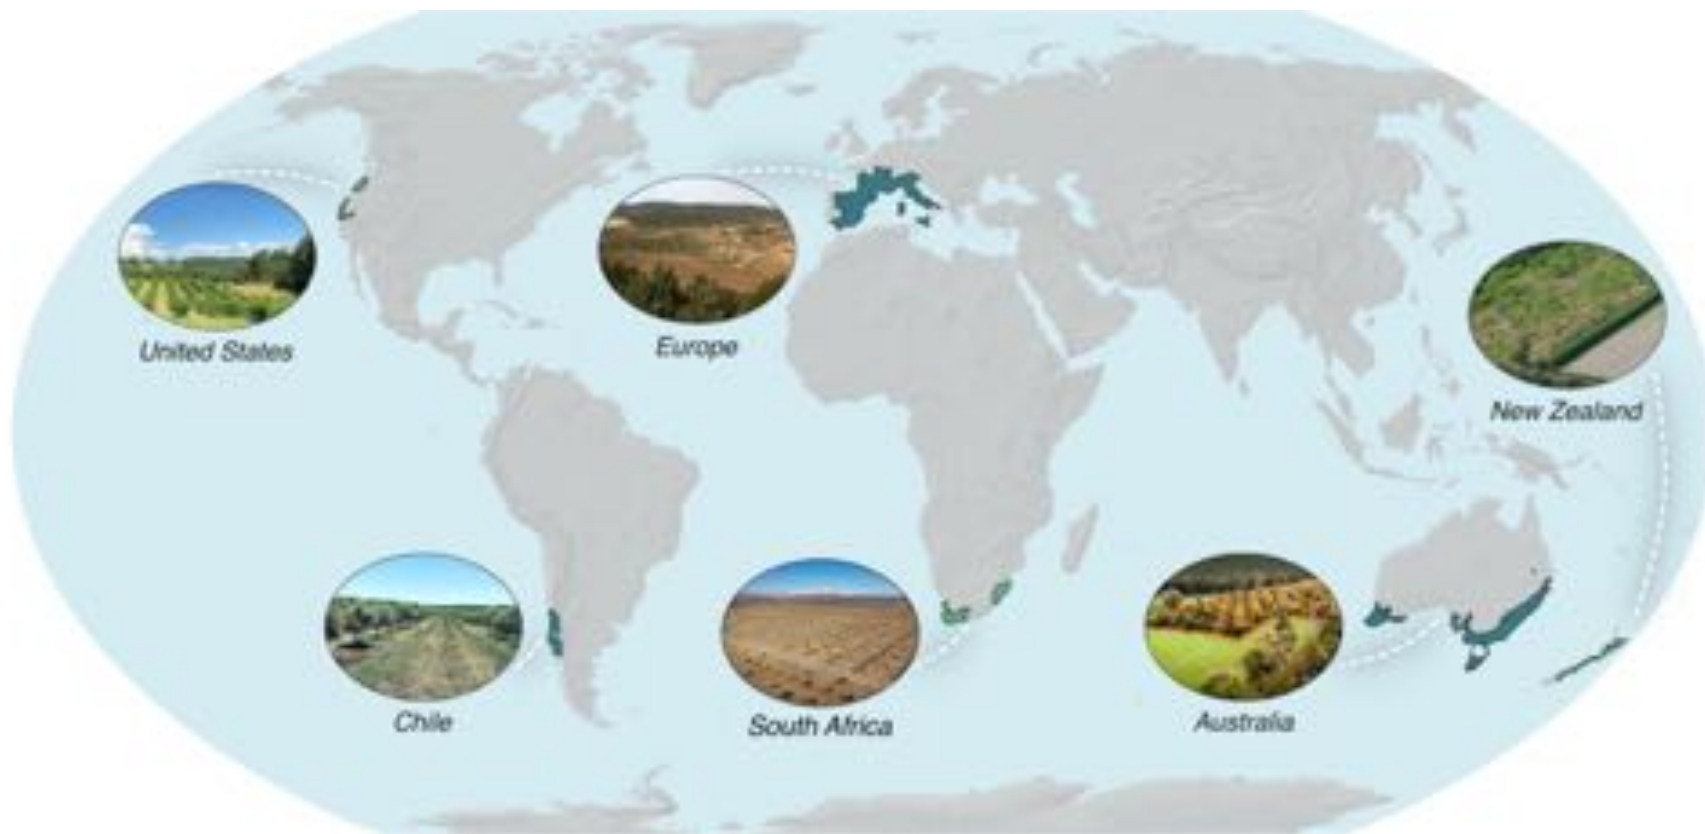 United States
Europe
New Zealand
Chile
South Africa
Australia